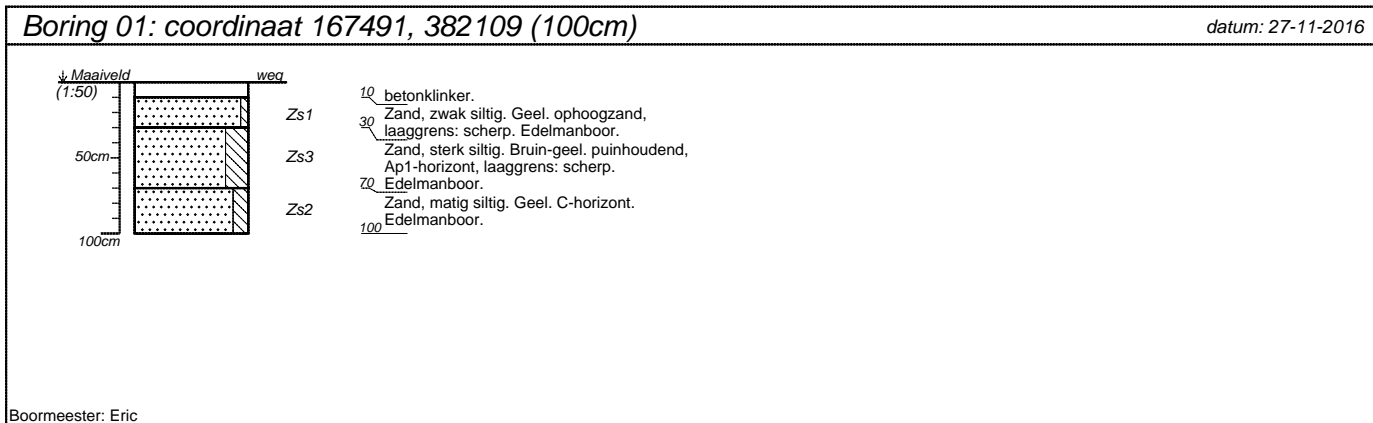 Boring 01: coordinaat 167491, 382109 (100cm)
datum: 27-11-2016
Maaiveld
weg
(1:50)
10 betonklinker.
Zs1
Zand, zwak siltig. Geel. ophoogzand,
30 laaggrens: scherp. Edelmanboor.
50cm
Zs3
Zand, sterk siltig. Bruin-geel. puinhoudend,
Ap1-horizont, laaggrens: scherp.
70 Edelmanboor.
Zs2
Zand, matig siltig. Geel. C-horizont.
Edelmanboor.
100
100cm
Boormeester: Eric